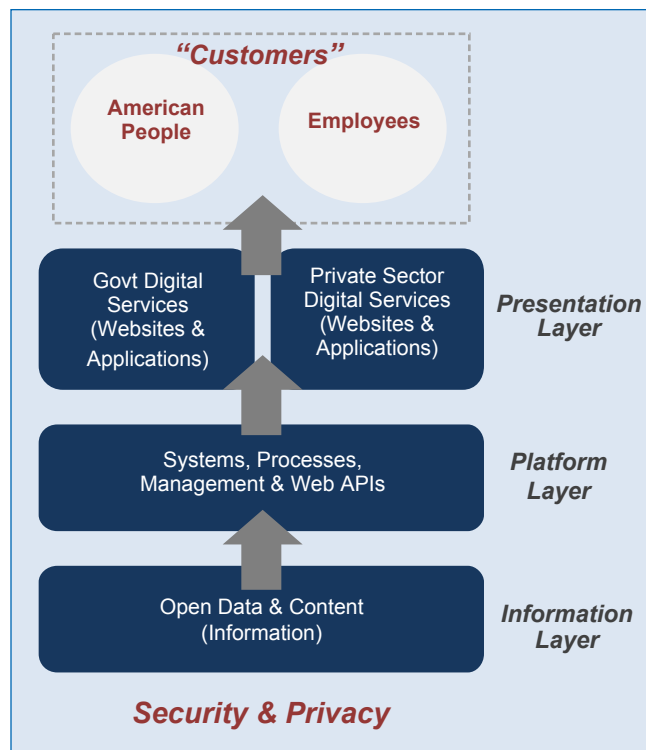 “Customers”
American
People
Employees
Govt Digital
Services
(Websites &
Applications)
Private Sector
Digital Services
(Websites &
Applications)
Presentation
Layer
Systems, Processes,
Management & Web APIs
Platform
Layer
Open Data & Content
(Information)
Information
Layer
Security & Privacy